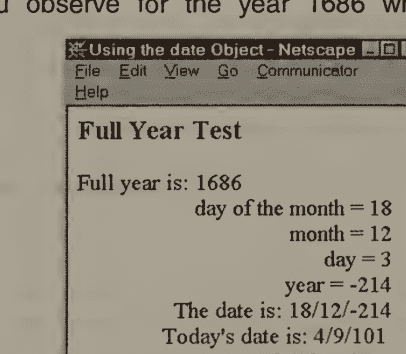 observe for the year 1686
Using the date Object - Netscape
File Edit View Go Communicator
Help
Full Year Test
Full year is: 1686
day of the month = 18
month = 12
day = 3
year = -214
The date is: 18/12/-214
Today's date is: 4/9/101